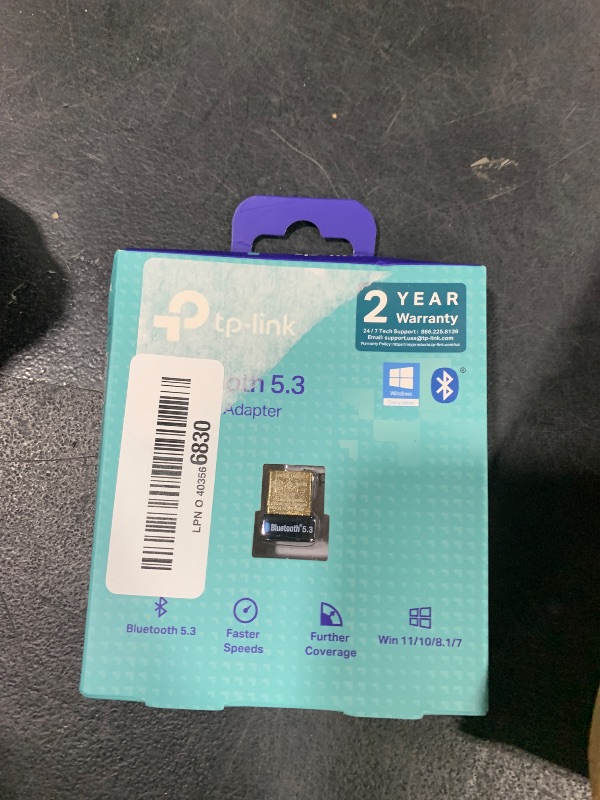 tp-link
2 YEAR
Warranty
24 / 7 Tech Support: 866.225.8139
Email support.usa@tp-link.com
oth 5.3
Adapter
Windows
®
LPN O 403566830
Bluetooth® 5.3
Bluetooth 5.3
Faster
Speeds
Further
Coverage
Win 11/10/8.1/7